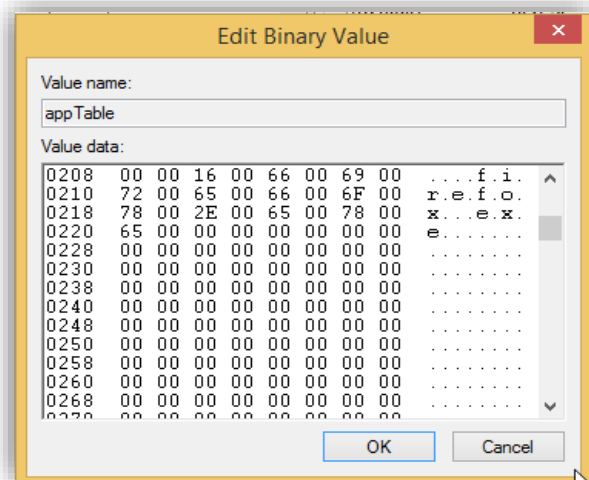 Edit Binary Value
Value name:
appTable
Value data:
0208 00 00 16 00 66 00 69 00 ....f.i.
0210 72 00 65 00 66 00 6F 00 r.e.f.o.
0218 78 00 2E 00 65 00 78 00 x...e.x.
0220 65 00 00 00 00 00 00 00 e.......
0228 00 00 00 00 00 00 00 00 ........
0230 00 00 00 00 00 00 00 00 ........
0238 00 00 00 00 00 00 00 00 ........
0240 00 00 00 00 00 00 00 00 ........
0248 00 00 00 00 00 00 00 00 ........
0250 00 00 00 00 00 00 00 00 ........
0258 00 00 00 00 00 00 00 00 ........
0260 00 00 00 00 00 00 00 00 ........
0268 00 00 00 00 00 00 00 00 ........
OK Cancel